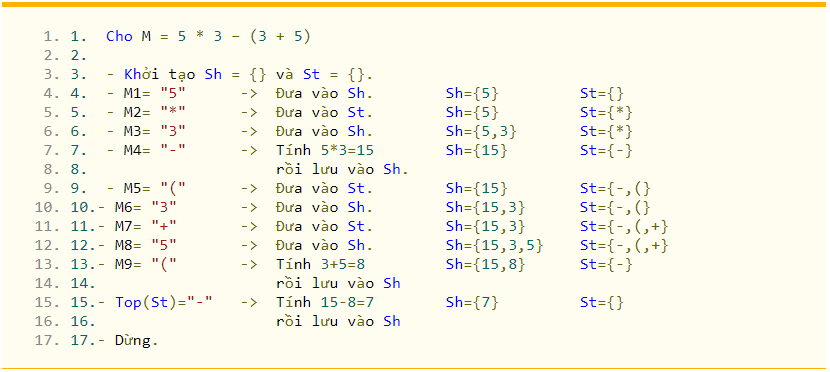 1. 1.  Cho M = 5 * 3 – (3 + 5)
2. 2.
3. 3.  - Khởi tạo Sh = {} và St = {}.
4. 4.  - M1= "5"      -> Đưa vào Sh.      Sh={5}         St={}
5. 5.  - M2= "*"      -> Đưa vào St.      Sh={5}         St={*}
6. 6.  - M3= "3"      -> Đưa vào Sh.      Sh={5,3}       St={*}
7. 7.  - M4= "-"      -> Tính 5*3=15      Sh={15}        St={-}
8. 8.                    rồi lưu vào Sh.
9. 9.  - M5= "("      -> Đưa vào St.      Sh={15}        St={-,(}
10. 10.- M6= "3"      -> Đưa vào Sh.      Sh={15,3}      St={-,(}
11. 11.- M7= "+"      -> Đưa vào St.      Sh={15,3}      St={-,(,+}
12. 12.- M8= "5"      -> Đưa vào Sh.      Sh={15,3,5}    St={-,(,+}
13. 13.- M9= "("      -> Tính 3+5=8       Sh={15,8}      St={-}
14. 14.                  rồi lưu vào Sh
15. 15.- Top(St)="-"  -> Tính 15-8=7      Sh={7}         St={}
16. 16.                  rồi lưu vào Sh
17. 17.- Dừng.